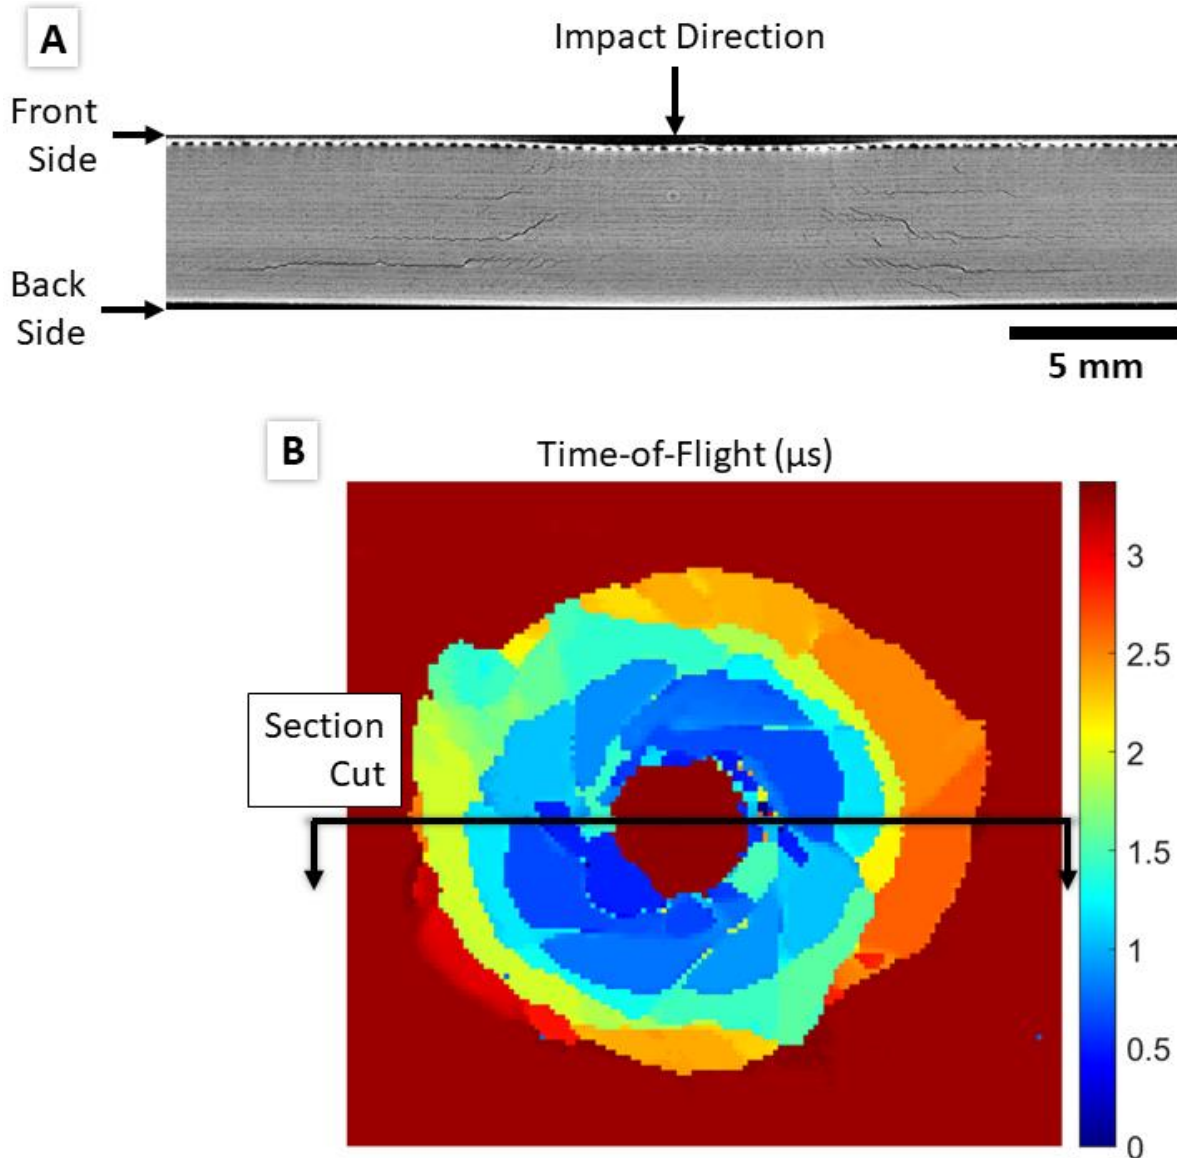 A
Impact Direction
Front
Side
Back
Side
5 mm
B
Time-of-Flight (µs)
Section
Cut
3
2.5
2
1.5
1
0.5
0